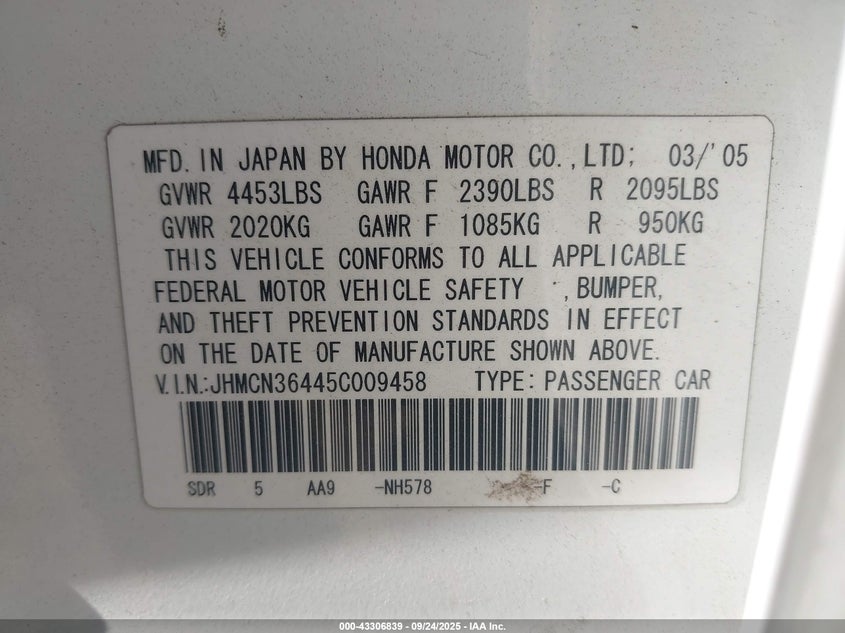 MFD. IN JAPAN BY HONDA MOTOR CO.,LTD; 03/'05
GVWR 4453LBS GAWR F 2390LBS R 2095LBS
GVWR 2020KG GAWR F 1085KG R 950KG
THIS VEHICLE CONFORMS TO ALL APPLICABLE
FEDERAL MOTOR VEHICLE SAFETY ,BUMPER,
AND THEFT PREVENTION STANDARDS IN EFFECT
ON THE DATE OF MANUFACTURE SHOWN ABOVE.
V.I.N.:JHMCN36445C009458 TYPE: PASSENGER CAR
SDR 5 AA9 -NH578 -F -C
000-43306839 - 09/24/2025 - IAA Inc.